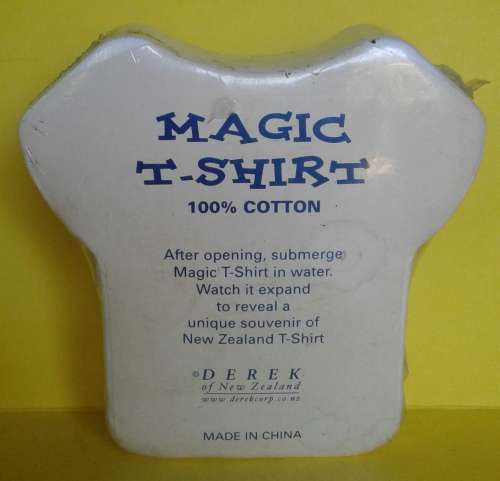 MAGIC
T-SHIRT
100% COTTON
After opening, submerge
Magic T-Shirt in water.
Watch it expand
to reveal a
unique souvenir of
New Zealand T-Shirt
©DEREK
of New Zealand
www.derekcorp.co.nz
MADE IN CHINA